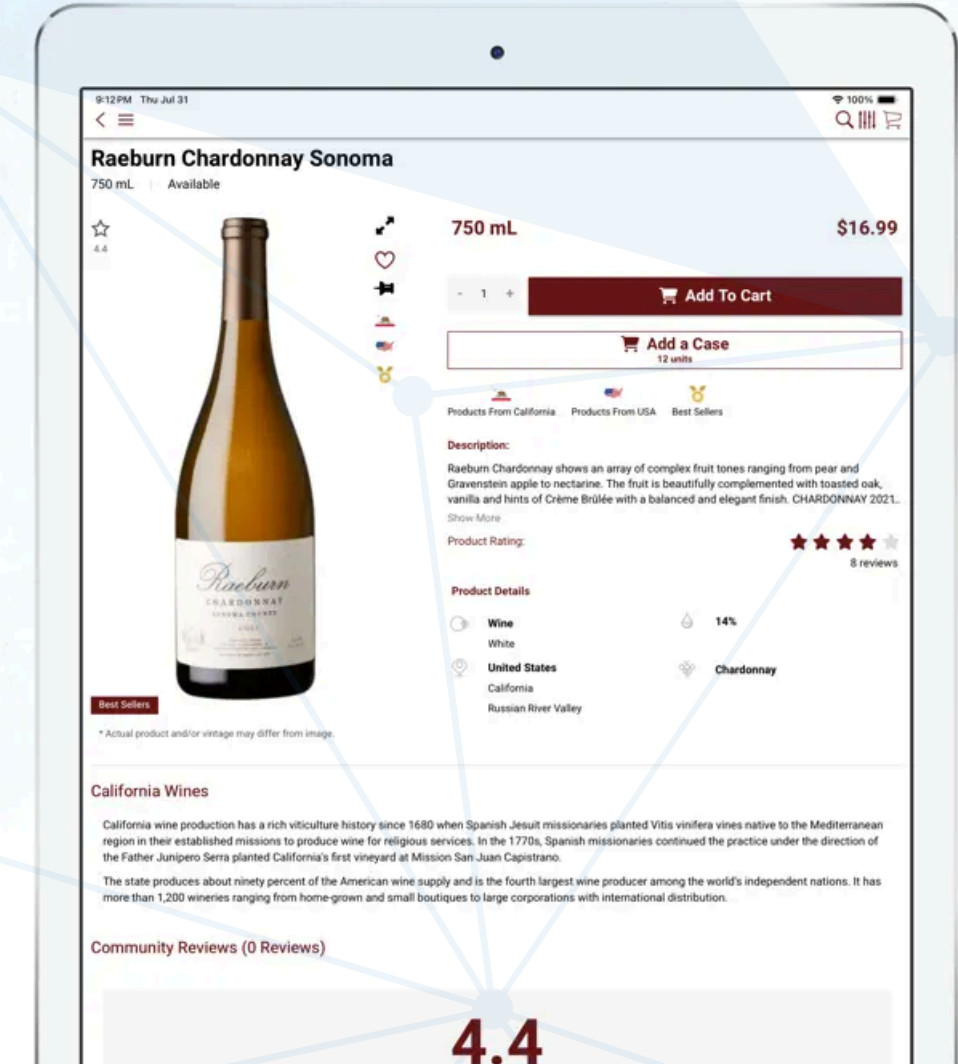 9:12 PM Thu Jul 31
100%
Raeburn Chardonnay Sonoma
750 mL Available
4.4
750 mL $16.99
- 1 +
Add To Cart
Add a Case
12 units
Products From California Products From USA Best Sellers
Description:
Raeburn Chardonnay shows an array of complex fruit tones ranging from pear and
Gravenstein apple to nectarine. The fruit is beautifully complemented with toasted oak,
vanilla and hints of Crème Brûlée with a balanced and elegant finish. CHARDONNAY 2021..
Show More
Product Rating:
8 reviews
Product Details
Wine 14%
White
United States Chardonnay
California
Russian River Valley
Raeburn
CHARDONNAY
SONOMA COUNTY
2021
Best Sellers
* Actual product and/or vintage may differ from image.
California Wines
California wine production has a rich viticulture history since 1680 when Spanish Jesuit missionaries planted Vitis vinifera vines native to the Mediterranean
region in their established missions to produce wine for religious services. In the 1770s, Spanish missionaries continued the practice under the direction of
the Father Junipero Serra planted California's first vineyard at Mission San Juan Capistrano.
The state produces about ninety percent of the American wine supply and is the fourth largest wine producer among the world's independent nations. It has
more than 1,200 wineries ranging from home-grown and small boutiques to large corporations with international distribution.
Community Reviews (0 Reviews)
4.4